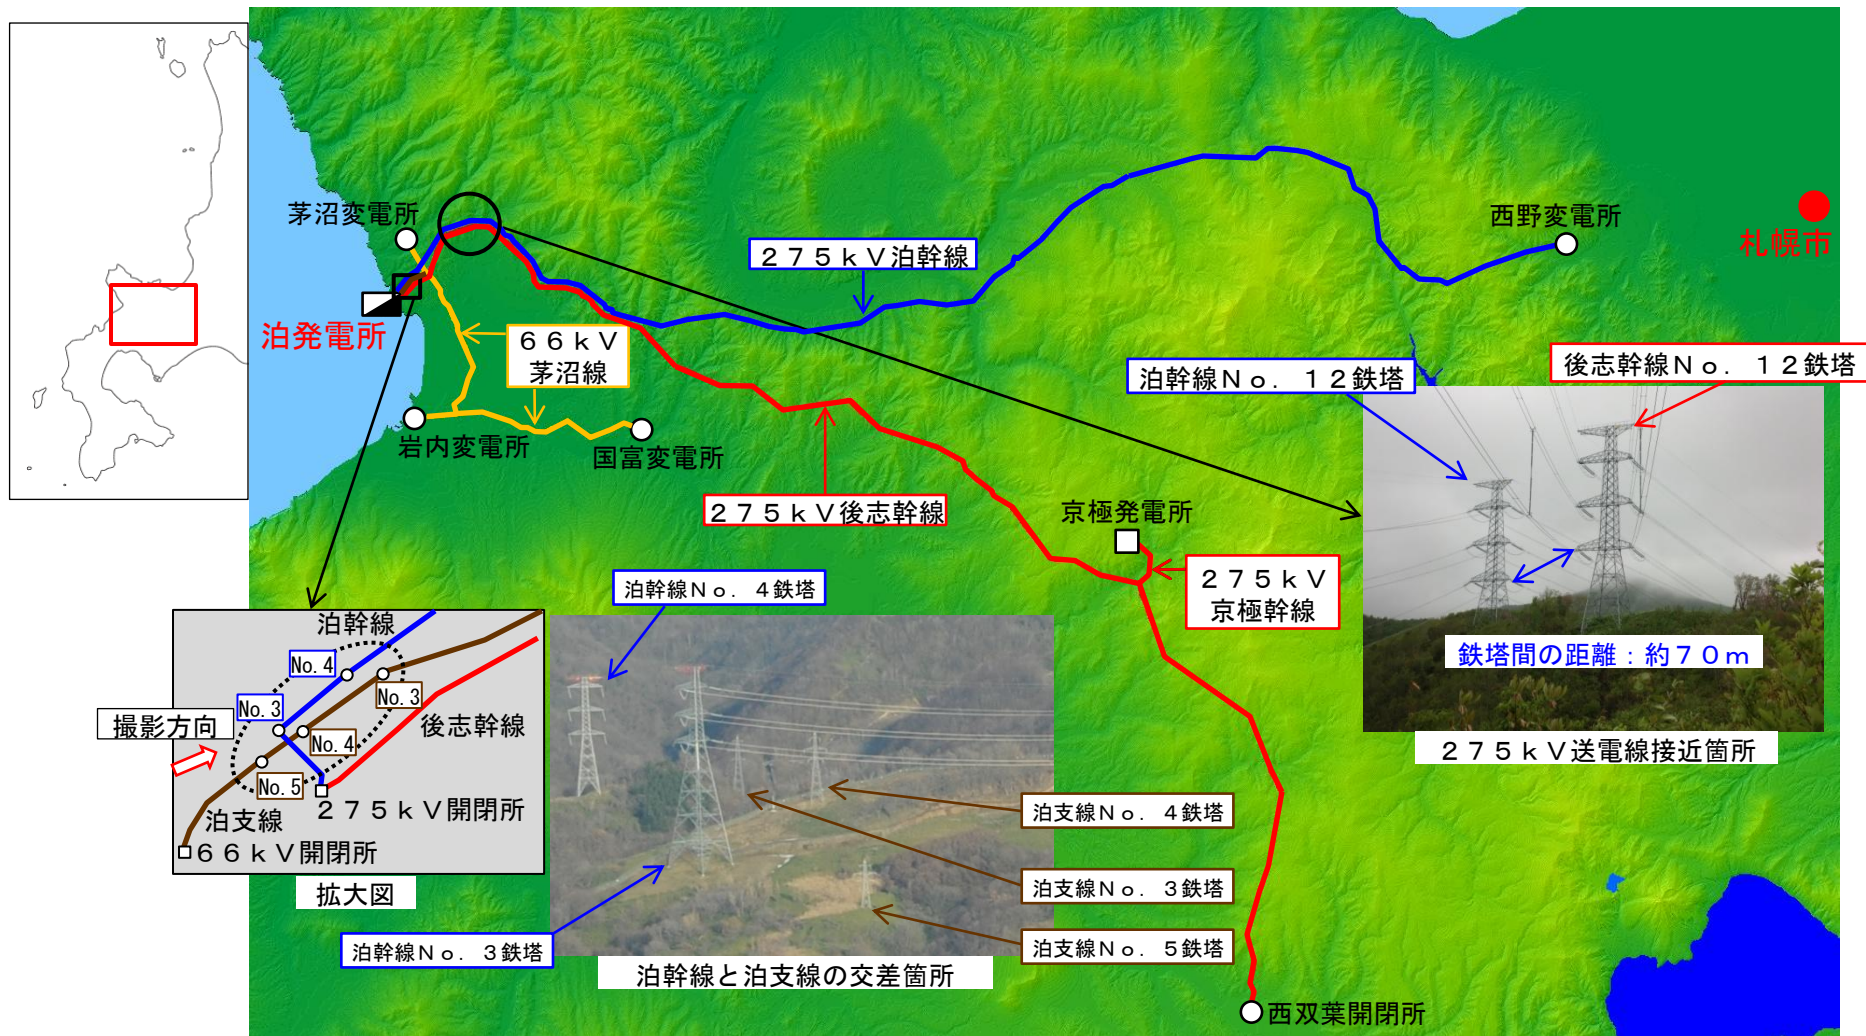 茅沼変電所
泊発電所
66kV
茅沼線
岩内変電所
国富変電所
275kV泊幹線
275kV後志幹線
西野変電所
札幌市
京極発電所
275kV
京極幹線
西双葉開閉所
泊幹線No. 12鉄塔
後志幹線No. 12鉄塔
鉄塔間の距離：約70m
275kV送電線接近箇所
泊幹線No. 4鉄塔
泊支線No. 4鉄塔
泊支線No. 3鉄塔
泊支線No. 5鉄塔
泊幹線No. 3鉄塔
泊幹線と泊支線の交差箇所
撮影方向
泊幹線
No. 4
No. 3
No. 3
No. 4
後志幹線
No. 5
275kV開閉所
泊支線
66kV開閉所
拡大図